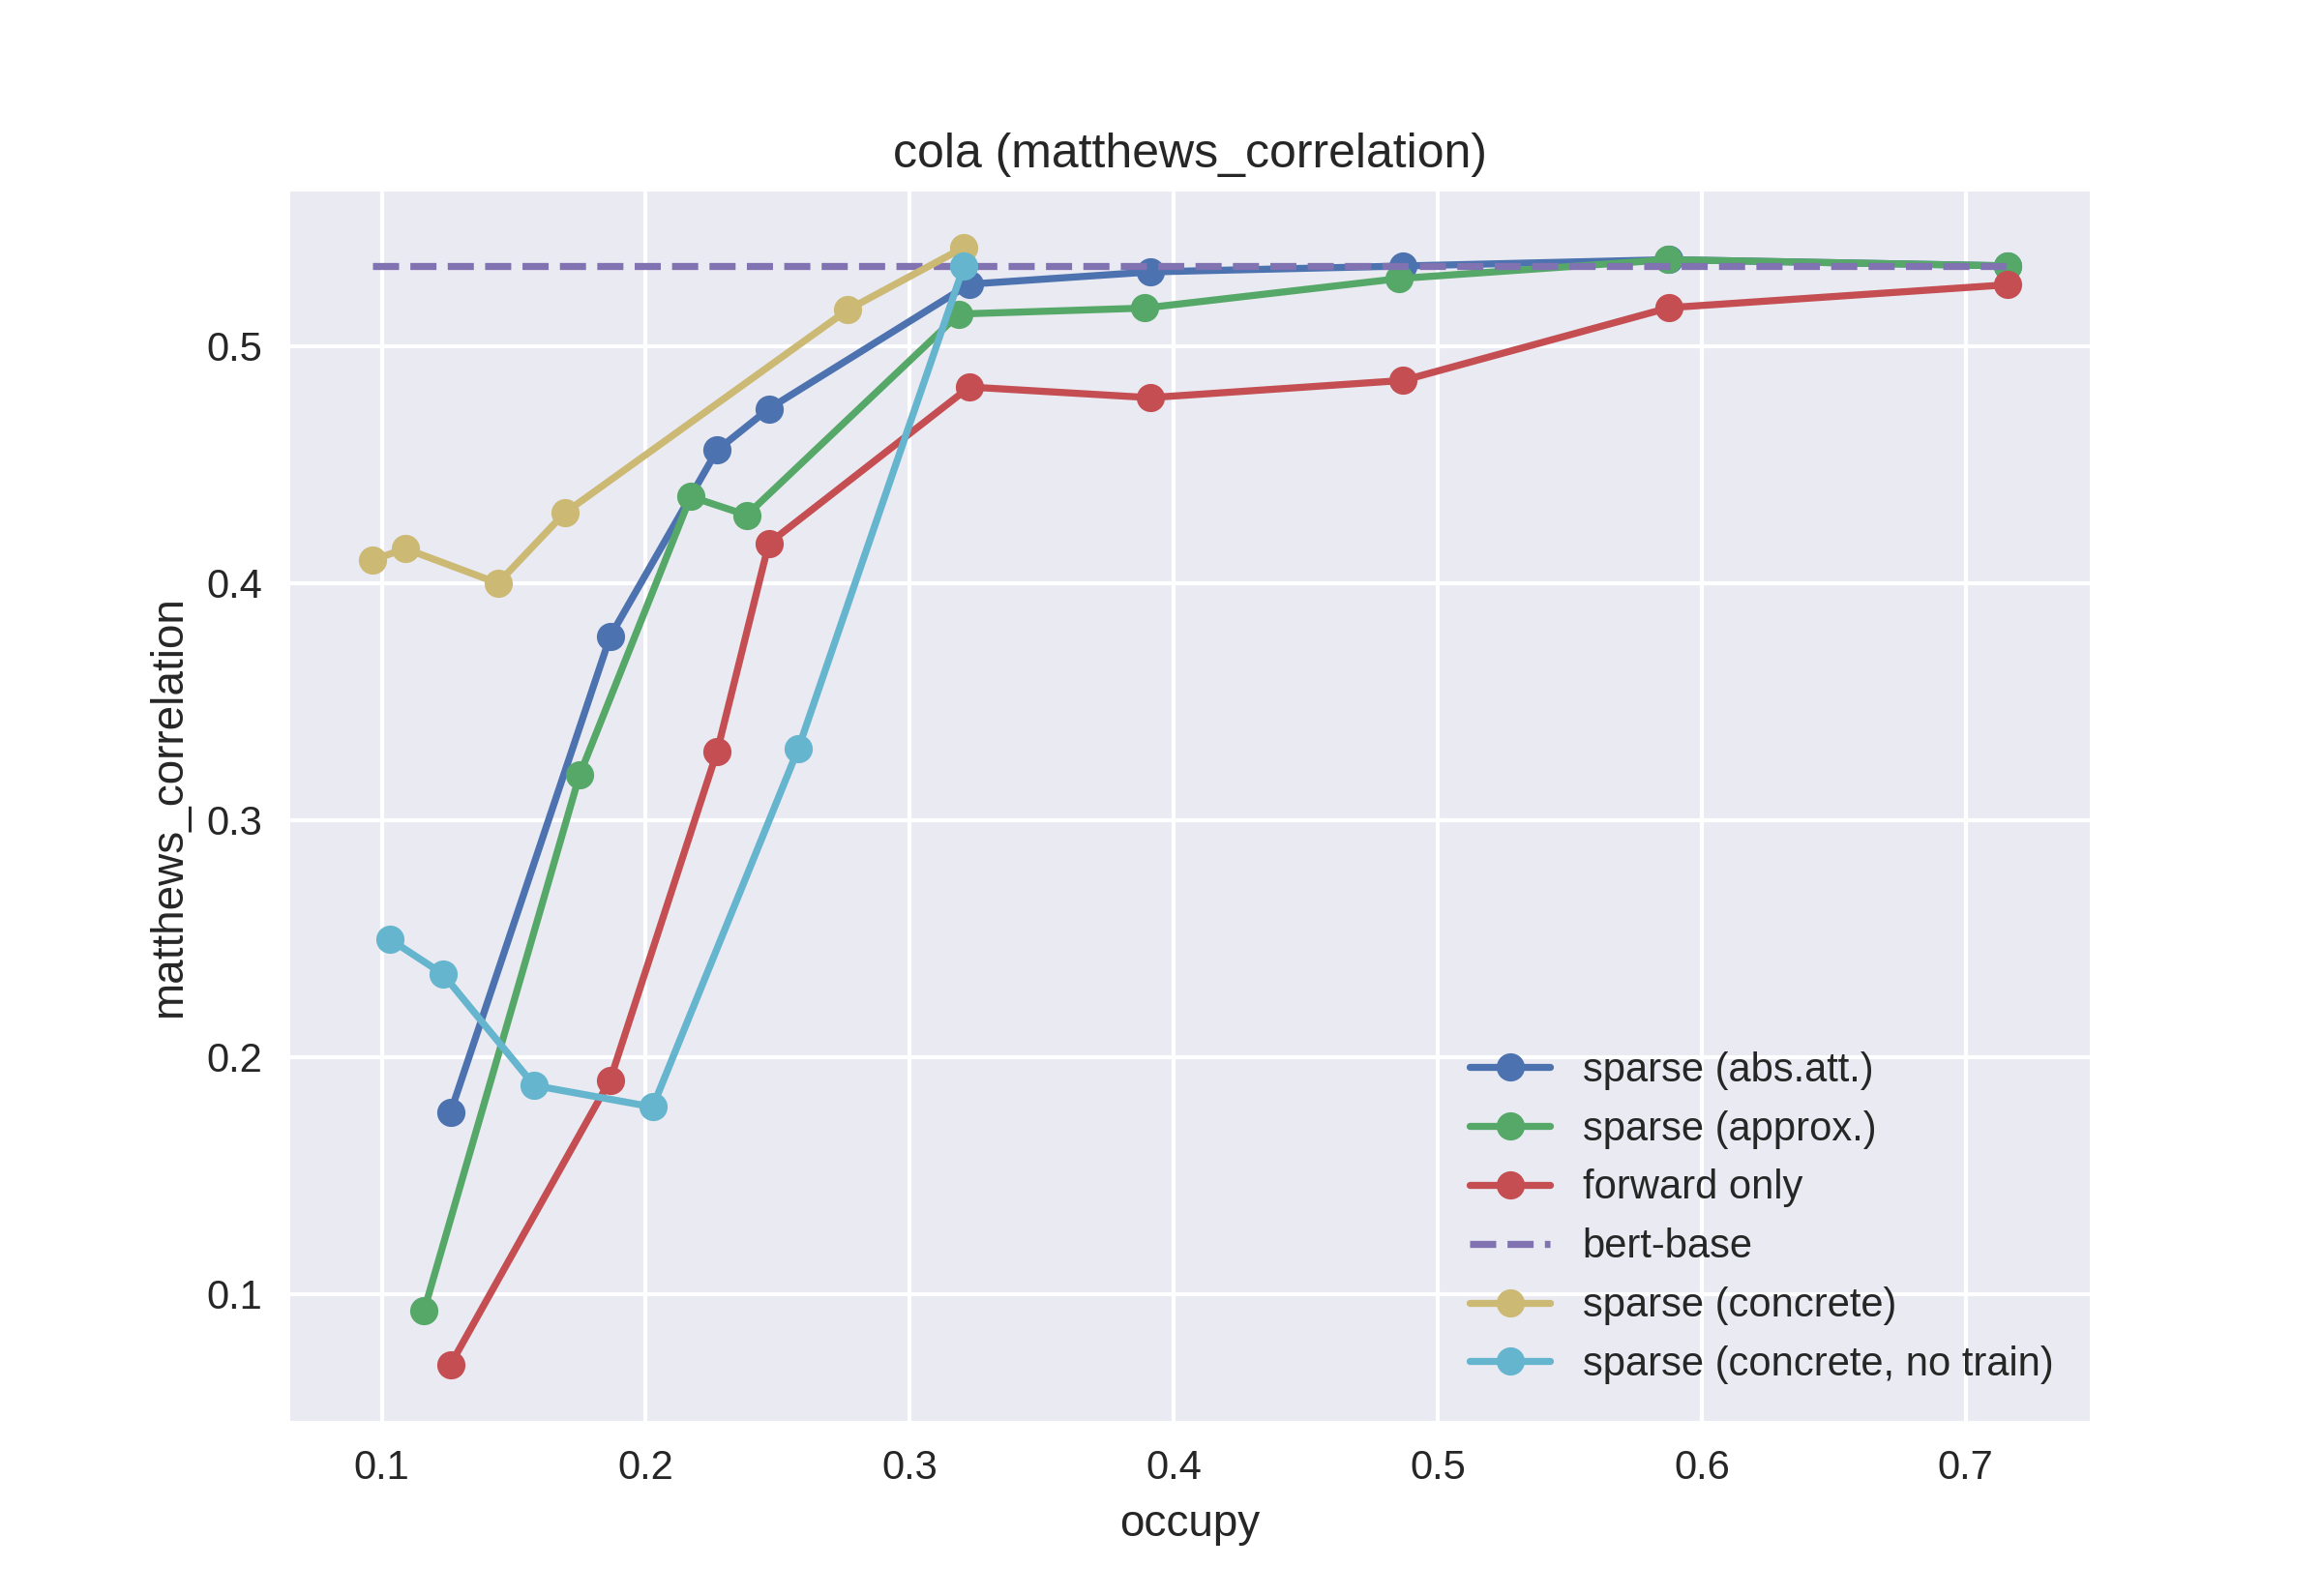 cola (matthews_correlation)
matthews_correlation
0.5
0.4
0.3
0.2
0.1
sparse (abs.att.)
sparse (approx.)
forward only
bert-base
sparse (concrete)
sparse (concrete, no train)
0.1 0.2 0.3 0.4 0.5 0.6 0.7
occupy